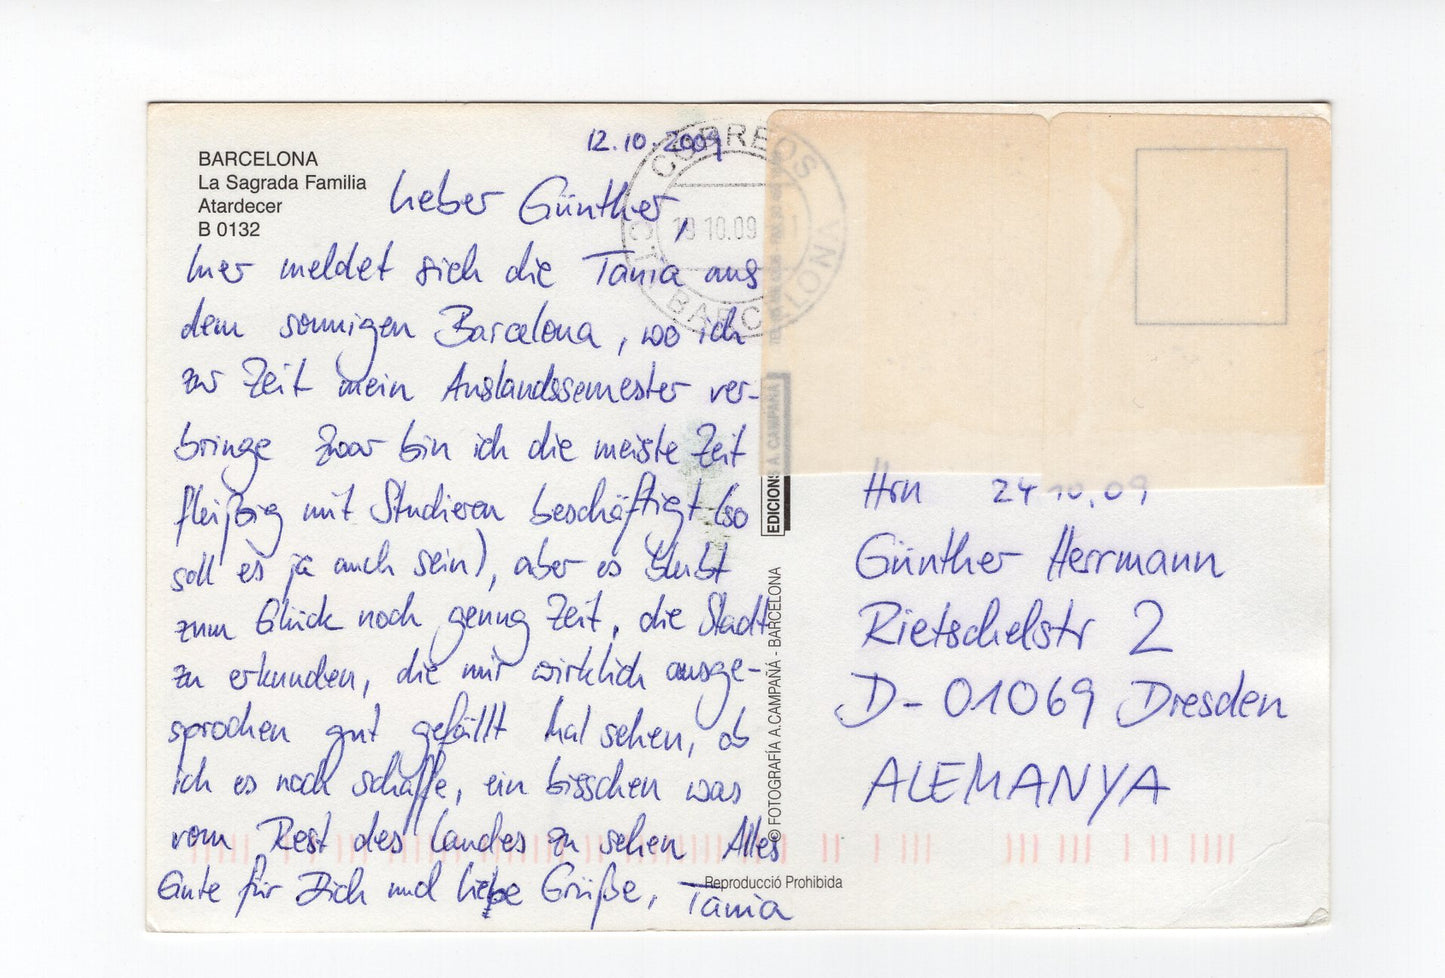 BARCELONA
La Sagrada Familia
Atardecer
B 0132
12.10.2009
CORREOS
19 10.09
C.T. BARCELONA
Lieber Günther,
hier meldet sich die Tania aus
dem sonnigen Barcelona, wo ich
zur Zeit mein Auslandssemester ver-
bringe Zwar bin ich die meiste Zeit
fleißig mit Studieren beschäftigt (so
soll es ja auch sein), aber es bleibt
zum Glück noch genug Zeit, die Stadt
zu erkunden, die mir wirklich ausge-
sprochen gut gefällt Mal sehen, ob
ich es noch schaffe, ein bisschen was
vom Rest des Landes zu sehen Alles
Gute für Dich und liebe Grüße, Tania
EDICIONS A. CAMPAÑÁ
© FOTOGRAFÍA A.CAMPAÑÁ - BARCELONA
Reproducció Prohibida
Hrn 24 10.09
Günther Herrmann
Rietschelstr 2
D-01069 Dresden
ALEMANYA